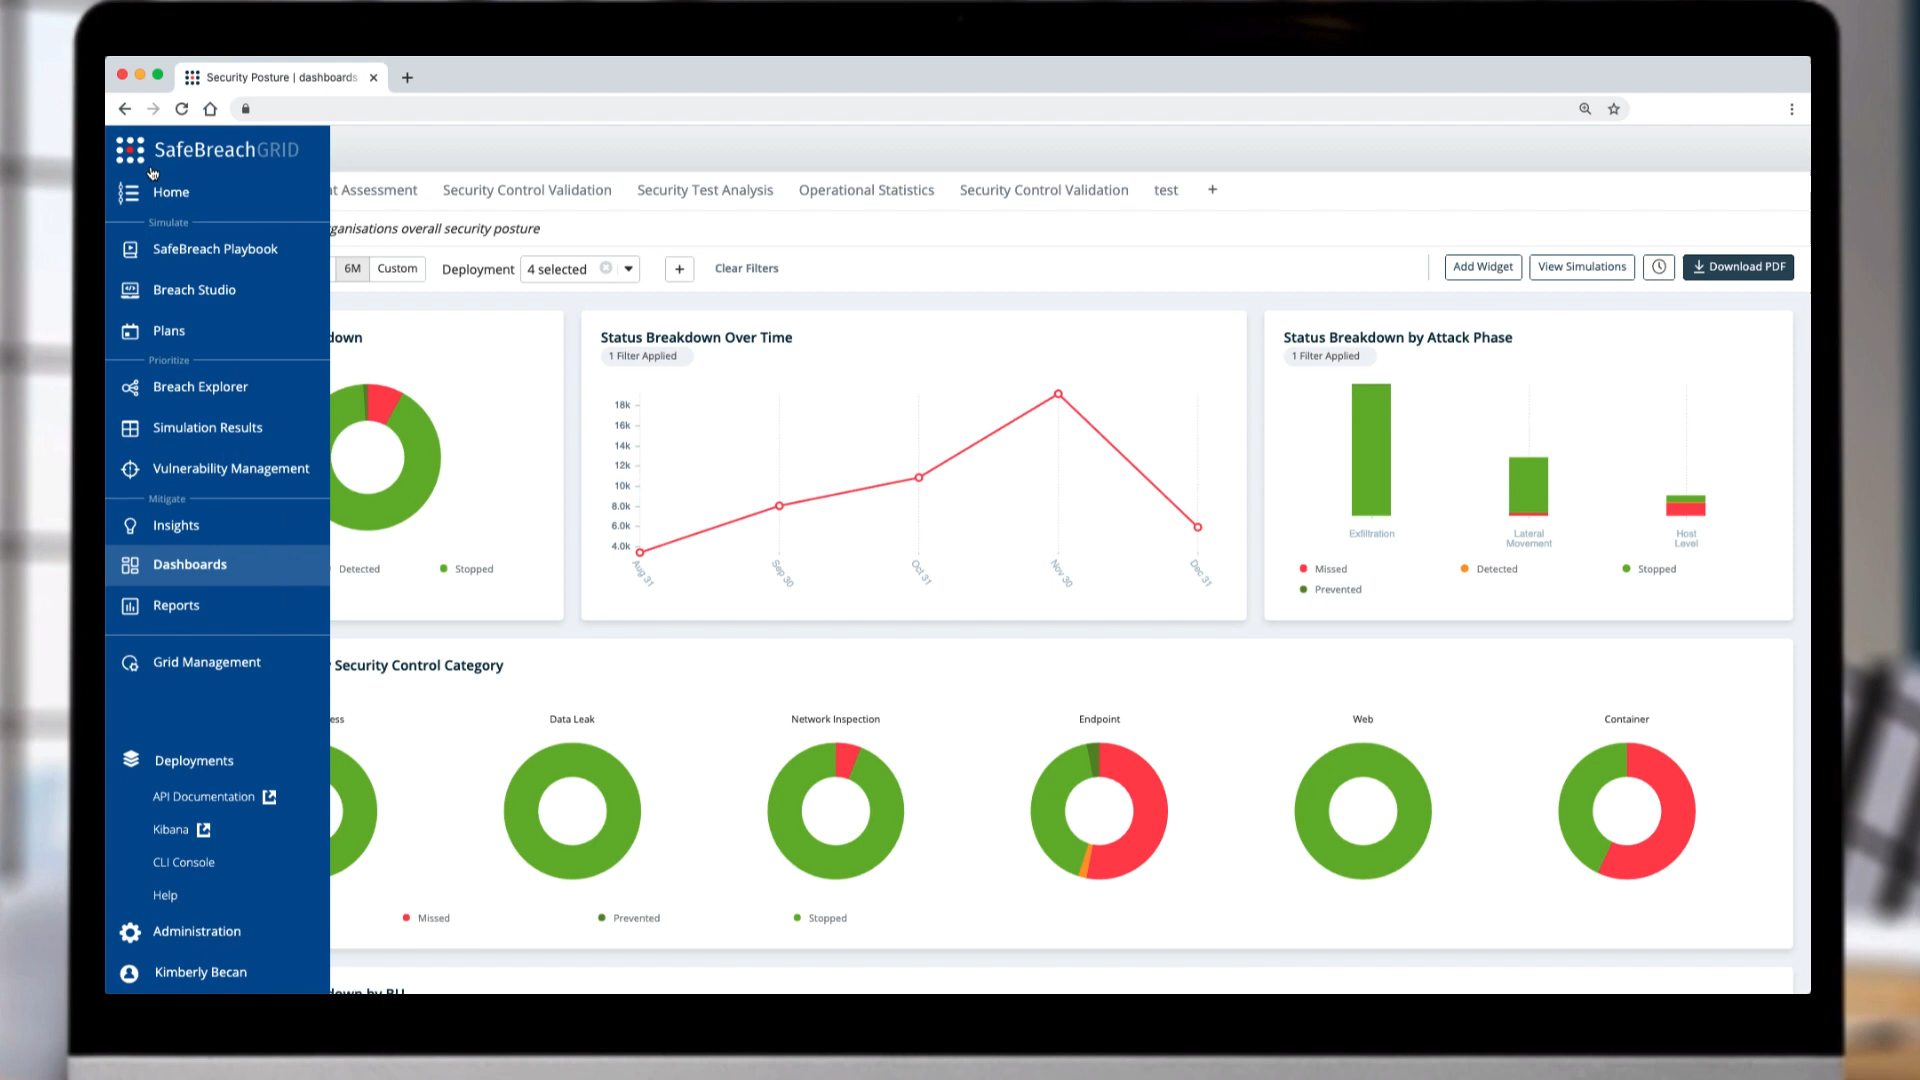 Security Posture | dashboards
SafeBreachGRID
Home
Simulate
SafeBreach Playbook
Breach Studio
Plans
Prioritize
Breach Explorer
Simulation Results
Vulnerability Management
Mitigate
Insights
Dashboards
Reports
Grid Management
Deployments
API Documentation
Kibana
CLI Console
Help
Administration
Kimberly Becan
Assessment Security Control Validation Security Test Analysis Operational Statistics Security Control Validation test +
ganisations overall security posture
6M Custom Deployment 4 selected + Clear Filters
Add Widget View Simulations Download PDF
down
Detected Stopped
Status Breakdown Over Time
1 Filter Applied
18k
16k
14k
12k
10k
8.0k
6.0k
4.0k
Aug 31 Sep 30 Oct 31 Nov 30 Dec 31
Status Breakdown by Attack Phase
1 Filter Applied
Exfiltration Lateral Movement Host Level
Missed Detected Stopped
Prevented
Security Control Category
ess Data Leak Network Inspection Endpoint Web Container
Missed Prevented Stopped
down by BU